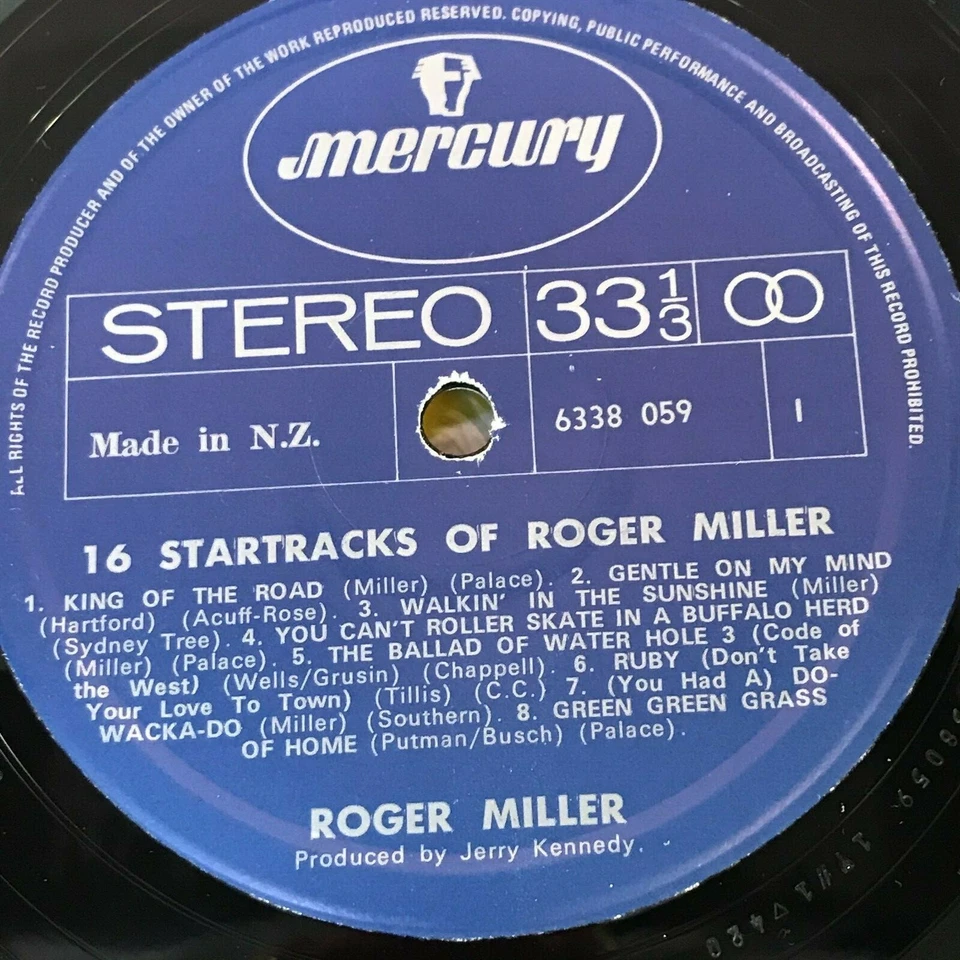 ALL RIGHTS OF THE RECORD PRODUCER AND OF THE OWNER OF THE WORK REPRODUCED RESERVED. COPYING, PUBLIC PERFORMANCE AND BROADCASTING OF THIS RECORD PROHIBITED.
mercury
STEREO 33 1/3
Made in N.Z. 6338 059 1
16 STARTRACKS OF ROGER MILLER
1. KING OF THE ROAD (Miller) (Palace). 2. GENTLE ON MY MIND
(Hartford) (Acuff-Rose). 3. WALKIN' IN THE SUNSHINE (Miller)
(Sydney Tree). 4. YOU CAN'T ROLLER SKATE IN A BUFFALO HERD
(Miller) (Palace). 5. THE BALLAD OF WATER HOLE 3 (Code of
the West) (Wells/Grusin) (Chappell). 6. RUBY (Don't Take
Your Love To Town) (Tillis) (C.C.) 7. (You Had A) DO-
WACKA-DO (Miller) (Southern). 8. GREEN GREEN GRASS
OF HOME (Putman/Busch) (Palace).
ROGER MILLER
Produced by Jerry Kennedy.